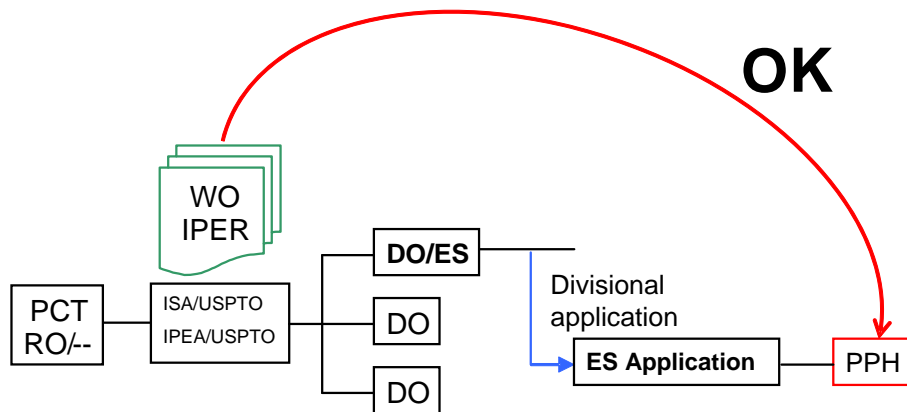 OK
WO
IPER
DO/ES
PCT
RO/--
ISA/USPTO
IPEA/USPTO
DO
DO
Divisional
application
ES Application
PPH